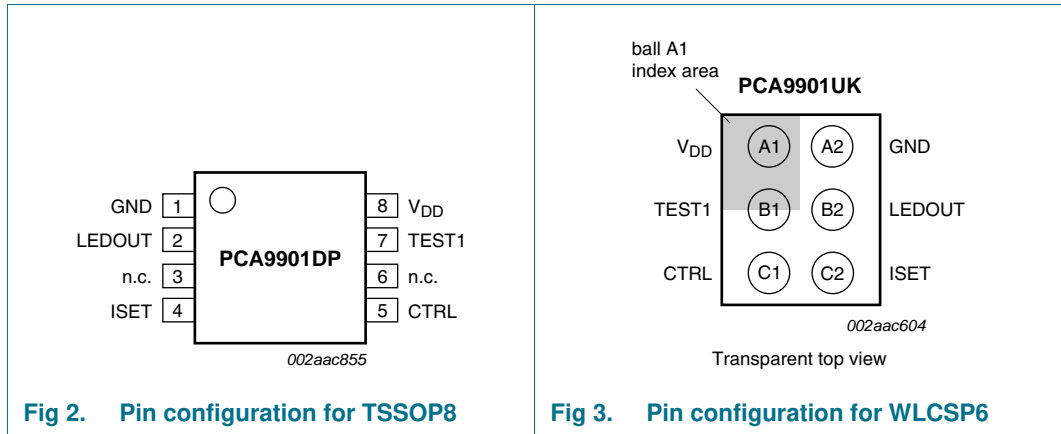 GND 1
LEDOUT 2
n.c. 3
ISET 4
PCA9901DP
8 VDD
7 TEST1
6 n.c.
5 CTRL
002aac855
Fig 2. Pin configuration for TSSOP8
ball A1
index area
PCA9901UK
VDD A1 A2 GND
TEST1 B1 B2 LEDOUT
CTRL C1 C2 ISET
002aac604
Transparent top view
Fig 3. Pin configuration for WLCSP6